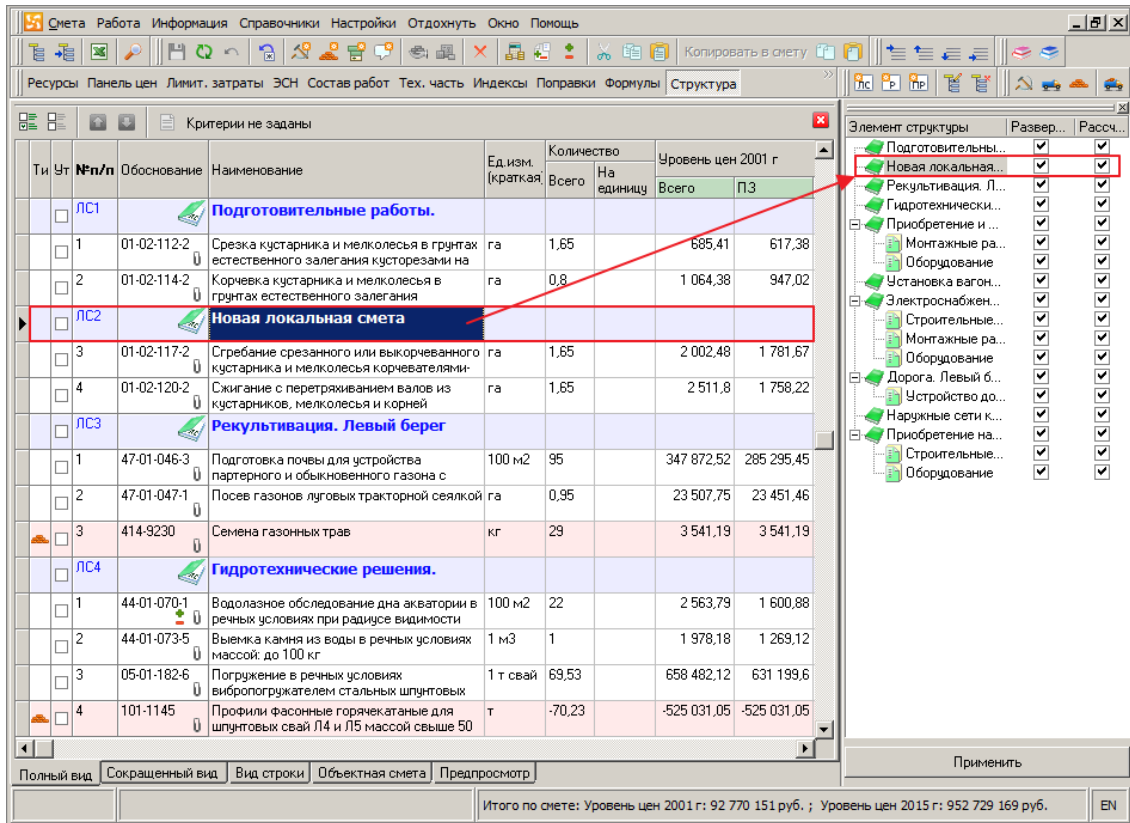 Смета Работа Информация Справочники Настройки Отдохнуть Окно Помощь
Копировать в смету
Ресурсы Панель цен Лимит. затраты ЭСН Состав работ Тех. часть Индексы Поправки Формулы Структура
ЛС Р ПР
Критерии не заданы
Ти Ут №п/п Обоснование Наименование Ед.изм. (краткая) Количество Всего На единицу Уровень цен 2001 г Всего ПЗ
ЛС1 Подготовительные работы.
1 01-02-112-2 Срезка кустарника и мелколесья в грунтах га 1,65 685,41 617,38
естественного залегания кусторезами на
2 01-02-114-2 Корчевка кустарника и мелколесья в га 0,8 1 064,38 947,02
грунтах естественного залегания
ЛС2 Новая локальная смета
3 01-02-117-2 Сгребание срезанного или выкорчеванного га 1,65 2 002,48 1 781,67
кустарника и мелколесья корчевателями-
4 01-02-120-2 Сжигание с перетряхиванием валов из га 1,65 2 511,8 1 758,22
кустарников, мелколесья и корней
ЛС3 Рекультивация. Левый берег
1 47-01-046-3 Подготовка почвы для устройства 100 м2 95 347 872,52 285 295,45
партерного и обыкновенного газона с
2 47-01-047-1 Посев газонов луговых тракторной сеялкой га 0,95 23 507,75 23 451,46
3 414-9230 Семена газонных трав кг 29 3 541,19 3 541,19
ЛС4 Гидротехнические решения.
1 44-01-070-1 Водолазное обследование дна акватории в 100 м2 22 2 563,79 1 600,88
речных условиях при радиусе видимости
2 44-01-073-5 Выемка камня из воды в речных условиях 1 м3 1 1 978,18 1 269,12
массой: до 100 кг
3 05-01-182-6 Погружение в речных условиях 1 т свай 69,53 658 482,12 631 199,6
вибропогружателем стальных шпунтовых
4 101-1145 Профили фасонные горячекатаные для т -70,23 -525 031,05 -525 031,05
шпунтовых свай Л4 и Л5 массой свыше 50
Полный вид Сокращенный вид Вид строки Объектная смета Предпросмотр
Элемент структуры Развер... Рассч...
Подготовительны...
Новая локальная...
Рекультивация. Л...
Гидротехнически...
Приобретение и ...
Монтажные ра...
Оборудование
Установка вагон...
Электроснабжен...
Строительные...
Монтажные ра...
Оборудование
Дорога. Левый б...
Устройство до...
Наружные сети к...
Приобретение на...
Строительные...
Оборудование
Применить
Итого по смете: Уровень цен 2001 г: 92 770 151 руб. ; Уровень цен 2015 г: 952 729 169 руб. EN